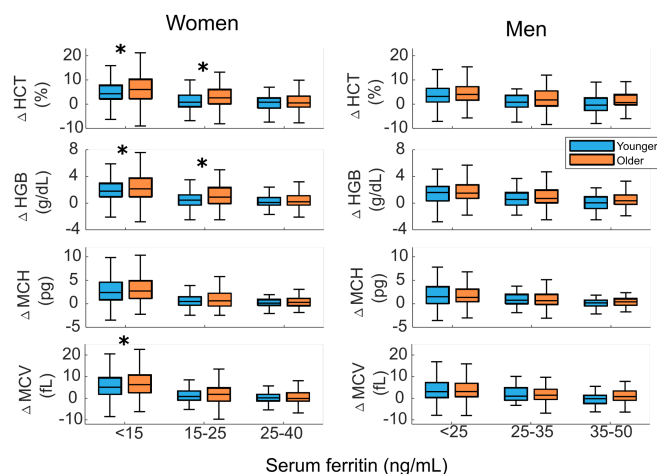 Women
Men
Δ HCT (%)
20
10
0
-10
*
*
Δ HCT (%)
20
10
0
-10
Younger
Older
Δ HGB (g/dL)
8
4
0
-4
*
*
Δ HGB (g/dL)
8
4
0
-4
Δ MCH (pg)
10
5
0
-5
Δ MCH (pg)
10
5
0
-5
Δ MCV (fL)
20
10
0
-10
*
Δ MCV (fL)
20
10
0
-10
<15 15-25 25-40
<25 25-35 35-50
Serum ferritin (ng/mL)